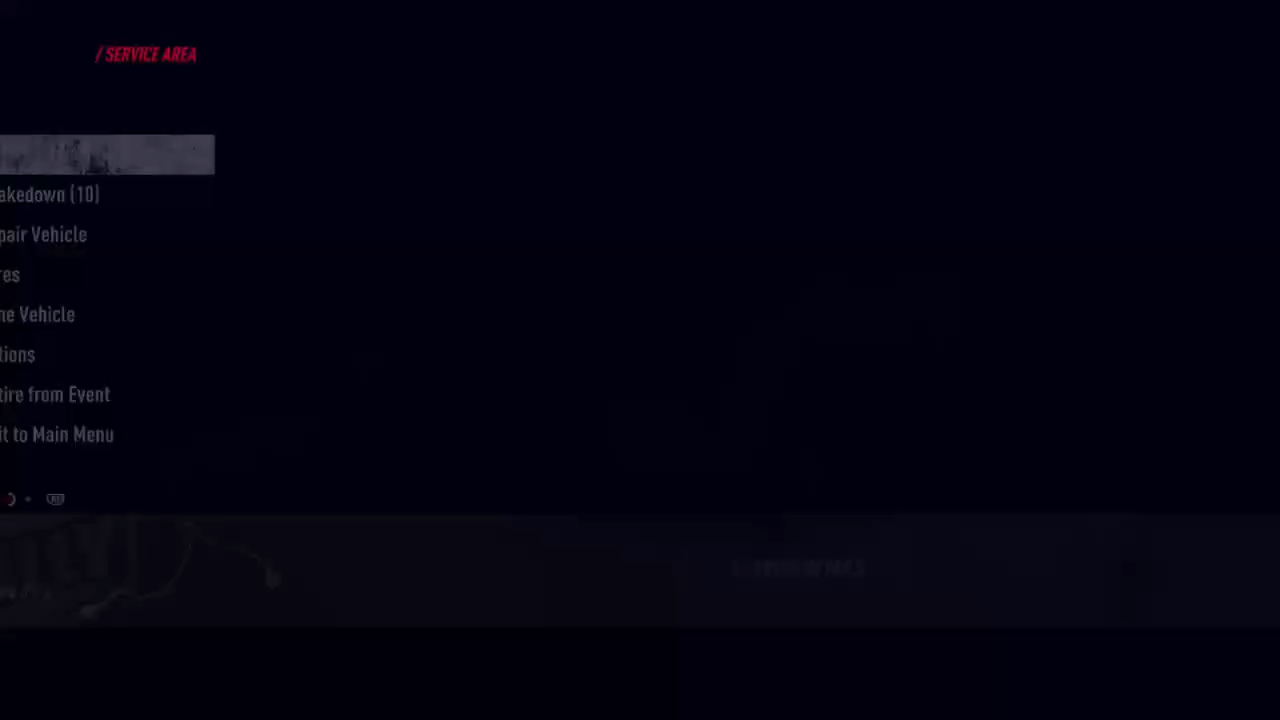 / SERVICE AREA
akedown (10)
pair Vehicle
res
ne Vehicle
tions
tire from Event
it to Main Menu